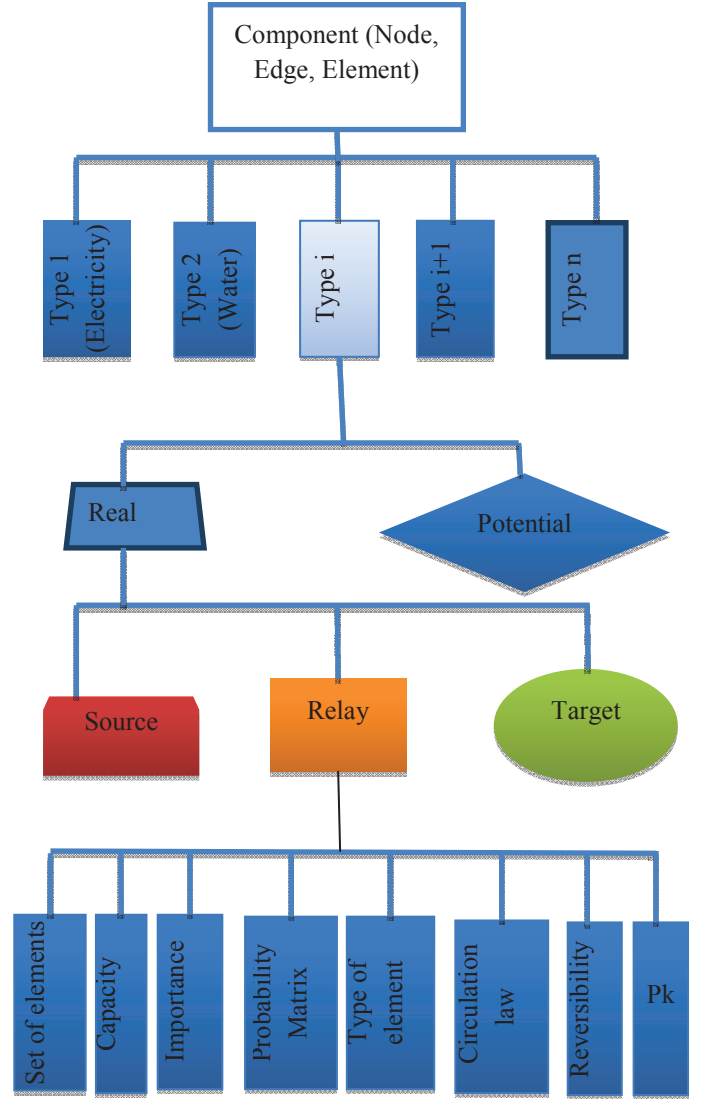 Component (Node,
Edge, Element)
Type 1
(Electricity)
Type 2
(Water)
Type i
Type i+1
Type n
Real
Potential
Source
Relay
Target
Set of elements
Capacity
Importance
Probability
Matrix
Type of
element
Circulation
law
Reversibility
Pk